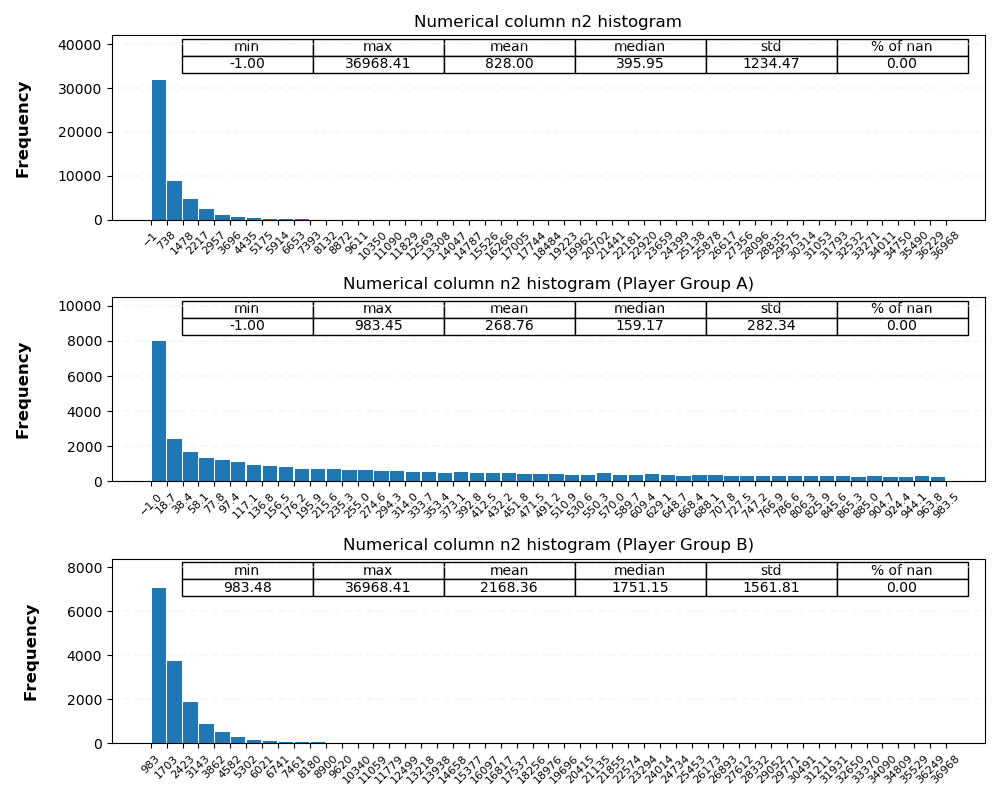 Numerical column n2 histogram
min max mean median std % of nan
-1.00 36968.41 828.00 395.95 1234.47 0.00
Frequency
40000
30000
20000
10000
0
−1 738 1478 2217 2957 3696 4435 5175 5914 6653 7393 8132 8872 9611 10350 11090 11829 12569 13308 14047 14787 15526 16266 17005 17744 18484 19223 19962 20702 21441 22181 22920 23659 24399 25138 25878 26617 27356 28096 28835 29575 30314 31053 31793 32532 33271 34011 34750 35490 36229 36968
Numerical column n2 histogram (Player Group A)
min max mean median std % of nan
-1.00 983.45 268.76 159.17 282.34 0.00
Frequency
10000
8000
6000
4000
2000
0
−1.0 18.7 38.4 58.1 77.8 97.4 117.1 136.8 156.5 176.2 195.9 215.6 235.3 255.0 274.6 294.3 314.0 333.7 353.4 373.1 392.8 412.5 432.2 451.8 471.5 491.2 510.9 530.6 550.3 570.0 589.7 609.4 629.1 648.7 668.4 688.1 707.8 727.5 747.2 766.9 786.6 806.3 825.9 845.6 865.3 885.0 904.7 924.4 944.1 963.8 983.5
Numerical column n2 histogram (Player Group B)
min max mean median std % of nan
983.48 36968.41 2168.36 1751.15 1561.81 0.00
Frequency
8000
6000
4000
2000
0
983 1703 2423 3143 3862 4582 5302 6021 6741 7461 8180 8900 9620 10340 11059 11779 12499 13218 13938 14658 15377 16097 16817 17537 18256 18976 19696 20415 21135 21855 22574 23294 24014 24734 25453 26173 26893 27612 28332 29052 29771 30491 31211 31931 32650 33370 34090 34809 35529 36249 36968